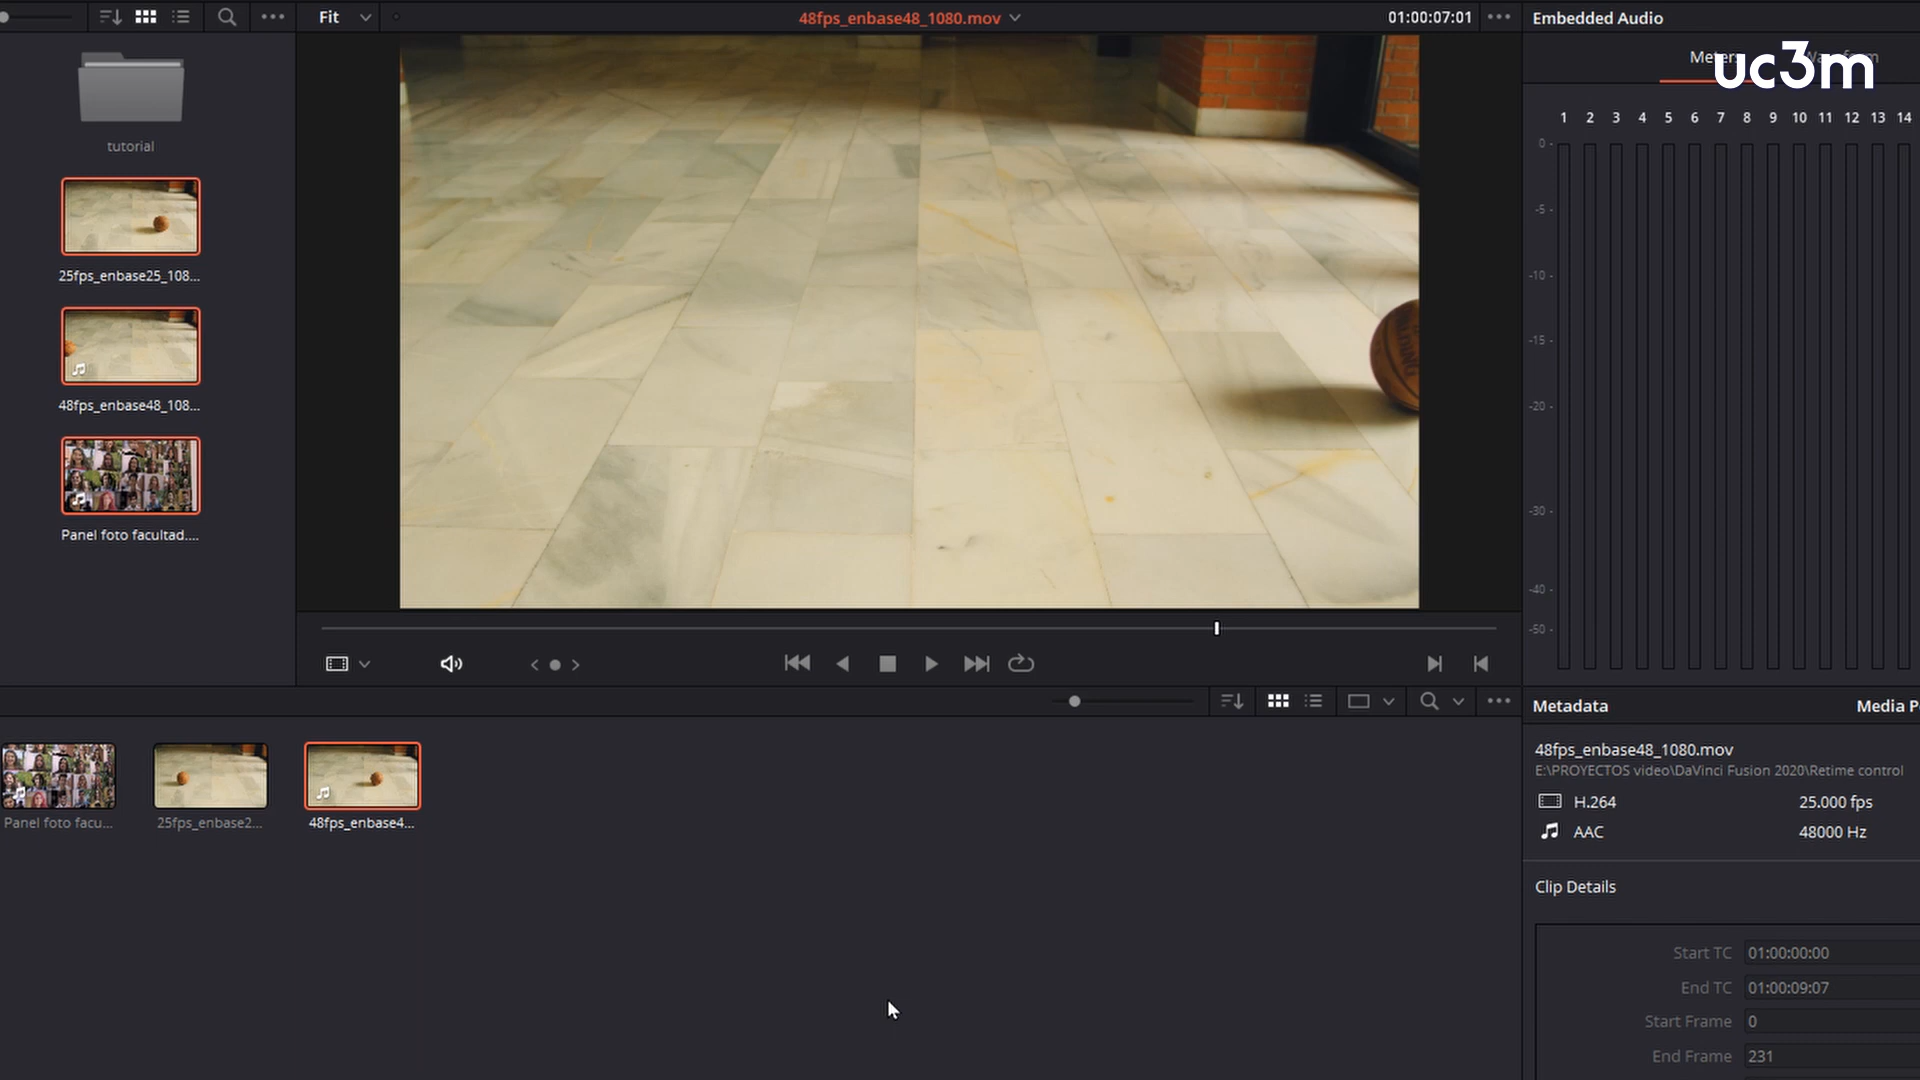 Fit
48fps_enbase48_1080.mov
01:00:07:01
Embedded Audio
Meters
uc3m
1 2 3 4 5 6 7 8 9 10 11 12 13 14
0
-5
-10
-15
-20
-30
-40
-50
tutorial
25fps_enbase25_108...
48fps_enbase48_108...
Panel foto facultad....
Panel foto facu...
25fps_enbase2...
48fps_enbase4...
Metadata
Media P
48fps_enbase48_1080.mov
E:\PROYECTOS video\DaVinci Fusion 2020\Retime control
H.264 25.000 fps
AAC 48000 Hz
Clip Details
Start TC 01:00:00:00
End TC 01:00:09:07
Start Frame 0
End Frame 231